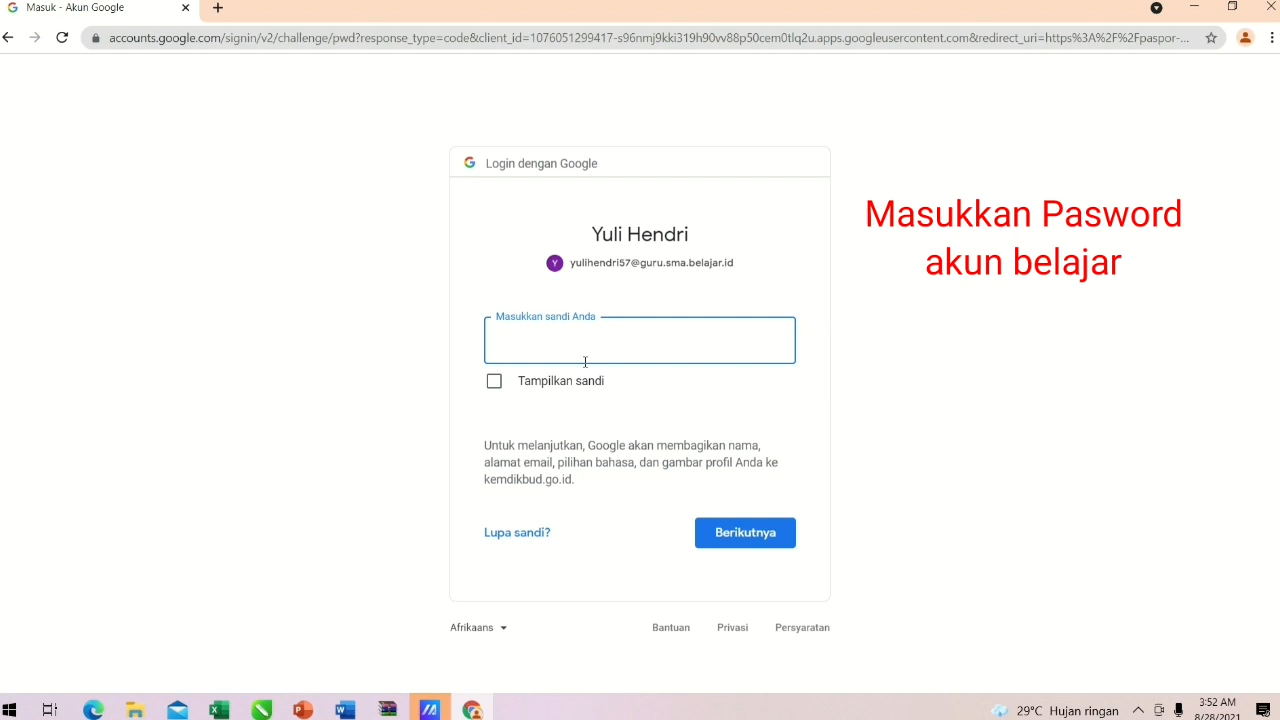 Masuk - Akun Google
accounts.google.com/signin/v2/challenge/pwd?response_type=code&client_id=1076051299417-s96nmj9kki319h90vv88p50cem0tlq2u.apps.googleusercontent.com&redirect_uri=https%3A%2F%2Fpaspor-...
Login dengan Google
Masukkan Pasword
akun belajar
Yuli Hendri
Y yulihendri57@guru.sma.belajar.id
Masukkan sandi Anda
Tampilkan sandi
Untuk melanjutkan, Google akan membagikan nama,
alamat email, pilihan bahasa, dan gambar profil Anda ke
kemdikbud.go.id.
Lupa sandi? Berikutnya
Afrikaans Bantuan Privasi Persyaratan
29°C Hujan ringan
3:52 AM